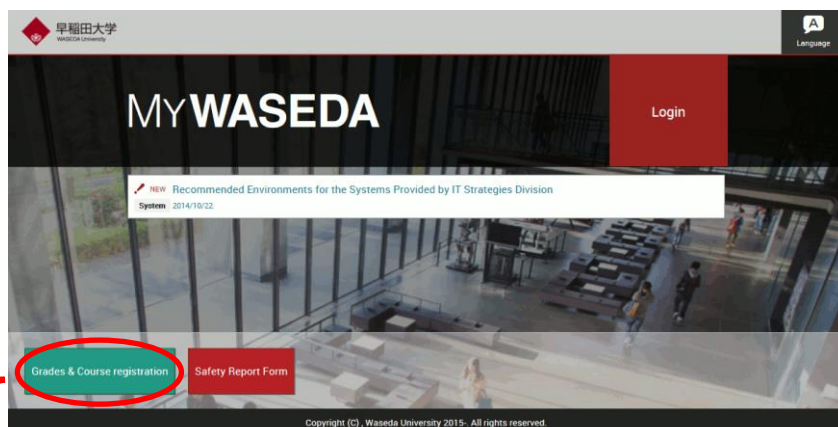 早稲田大学
WASEDA University
A
Language
MYWASEDA
Login
NEW Recommended Environments for the Systems Provided by IT Strategies Division
System 2014/10/22
Grades & Course registration
Safety Report Form
Copyright (C) , Waseda University 2015-. All rights reserved.